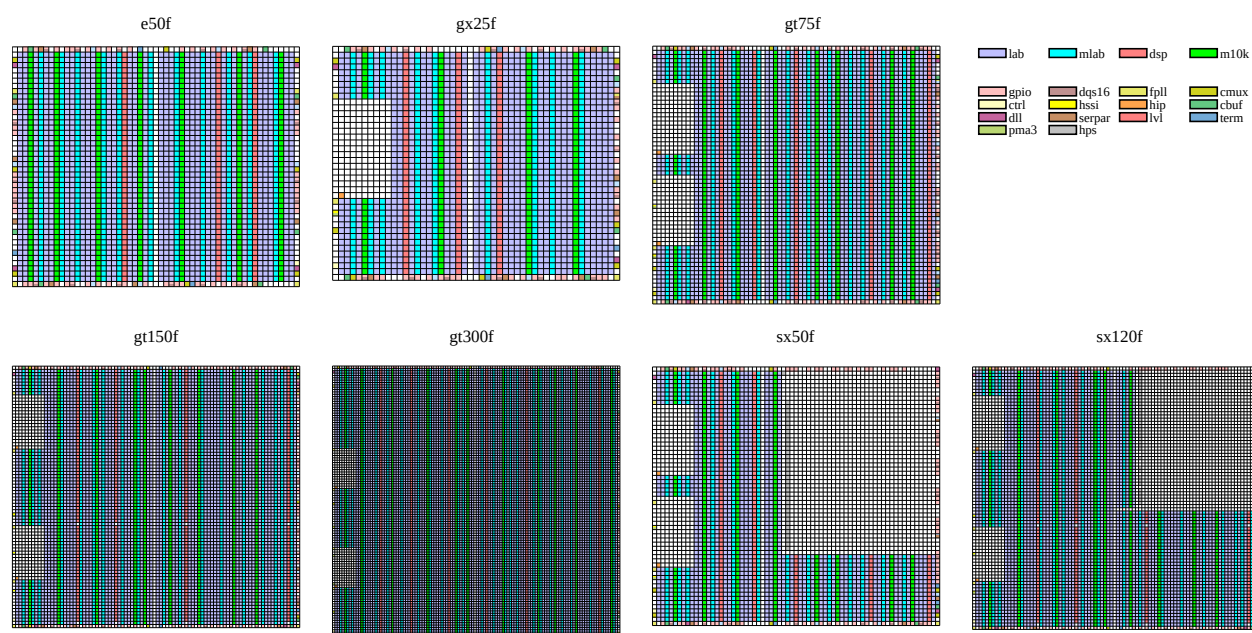 e50f
gx25f
gt75f
lab mlab dsp m10k
gpio dqs16 fpll cmux
ctrl hssi hip cbuf
dll serpar lvl term
pma3 hps
gt150f
gt300f
sx50f
sx120f